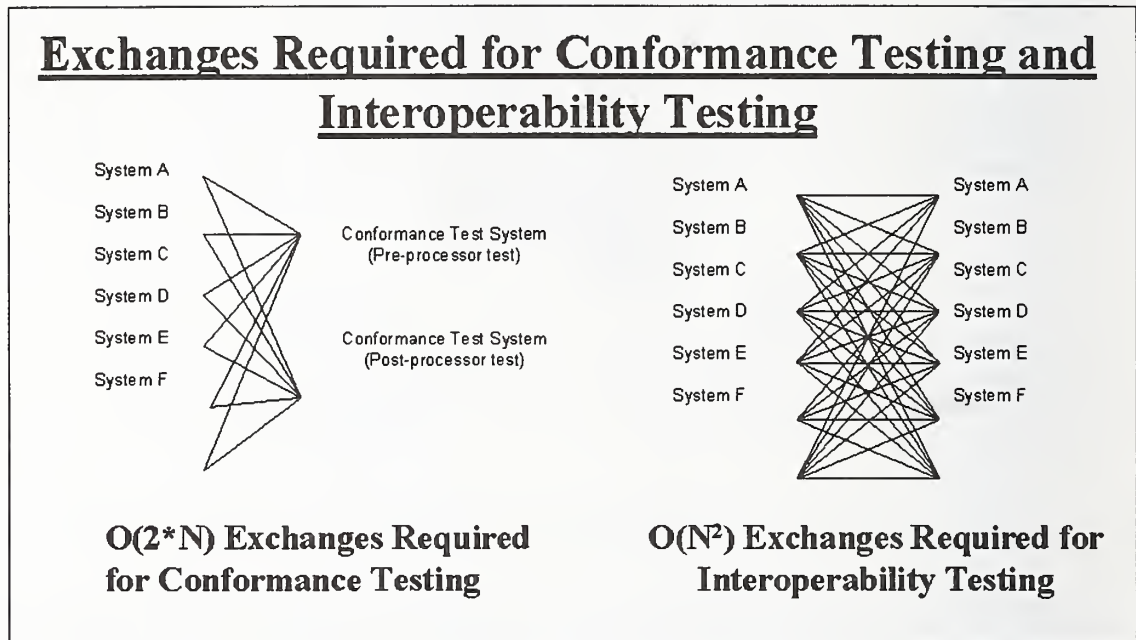 Exchanges Required for Conformance Testing and
Interoperability Testing
System A
System B
System C
System D
System E
System F
Conformance Test System
(Pre-processor test)
Conformance Test System
(Post-processor test)
O(2*N) Exchanges Required
for Conformance Testing
System A
System B
System C
System D
System E
System F
System A
System B
System C
System D
System E
System F
O(N²) Exchanges Required for
Interoperability Testing